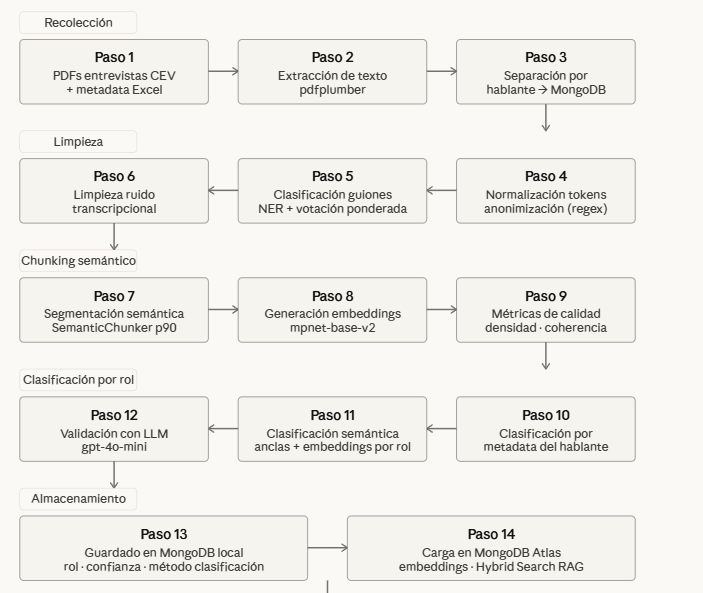 Recolección
Paso 1
PDFs entrevistas CEV
+ metadata Excel
Paso 2
Extracción de texto
pdfplumber
Paso 3
Separación por
hablante → MongoDB
Limpieza
Paso 6
Limpieza ruido
transcripcional
Paso 5
Clasificación guiones
NER + votación ponderada
Paso 4
Normalización tokens
anonimización (regex)
Chunking semántico
Paso 7
Segmentación semántica
SemanticChunker p90
Paso 8
Generación embeddings
mpnet-base-v2
Paso 9
Métricas de calidad
densidad · coherencia
Clasificación por rol
Paso 12
Validación con LLM
gpt-4o-mini
Paso 11
Clasificación semántica
anclas + embeddings por rol
Paso 10
Clasificación por
metadata del hablante
Almacenamiento
Paso 13
Guardado en MongoDB local
rol · confianza · método clasificación
Paso 14
Carga en MongoDB Atlas
embeddings · Hybrid Search RAG